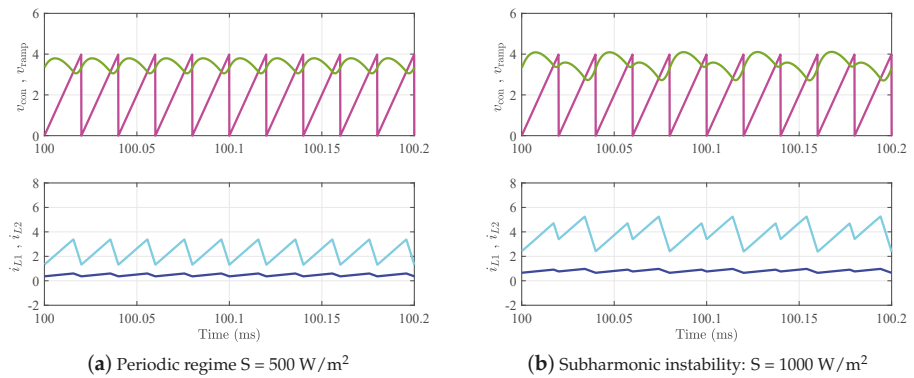 6
4
2
0
v_con , v_ramp
100 100.05 100.1 100.15 100.2
8
6
4
2
0
-2
i_L1 , i_L2
100 100.05 100.1 100.15 100.2
Time (ms)
(a) Periodic regime S = 500 W/m²
6
4
2
0
v_con , v_ramp
100 100.05 100.1 100.15 100.2
8
6
4
2
0
-2
i_L1 , i_L2
100 100.05 100.1 100.15 100.2
Time (ms)
(b) Subharmonic instability: S = 1000 W/m²